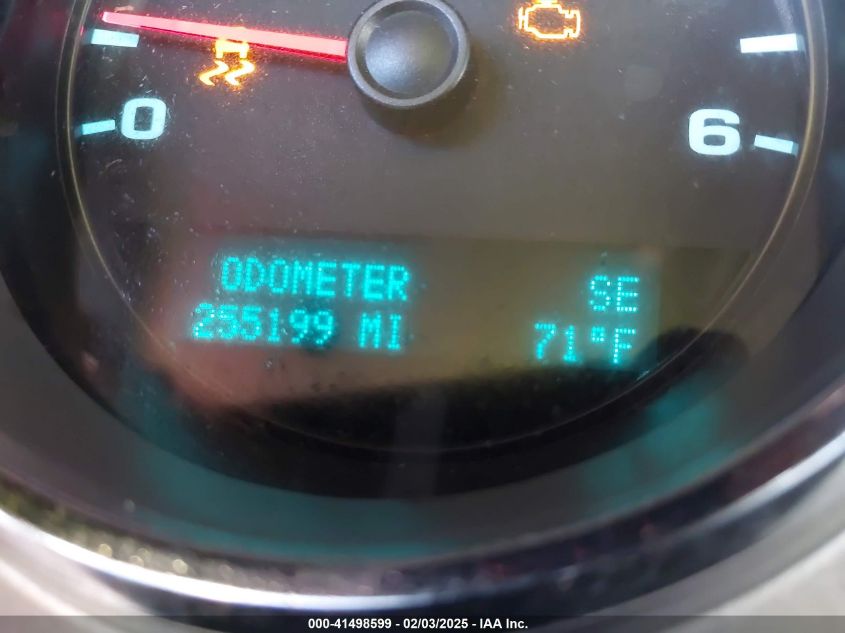 0
6
ODOMETER SE
255199 MI 71°F
000-41498599 - 02/03/2025 - IAA Inc.